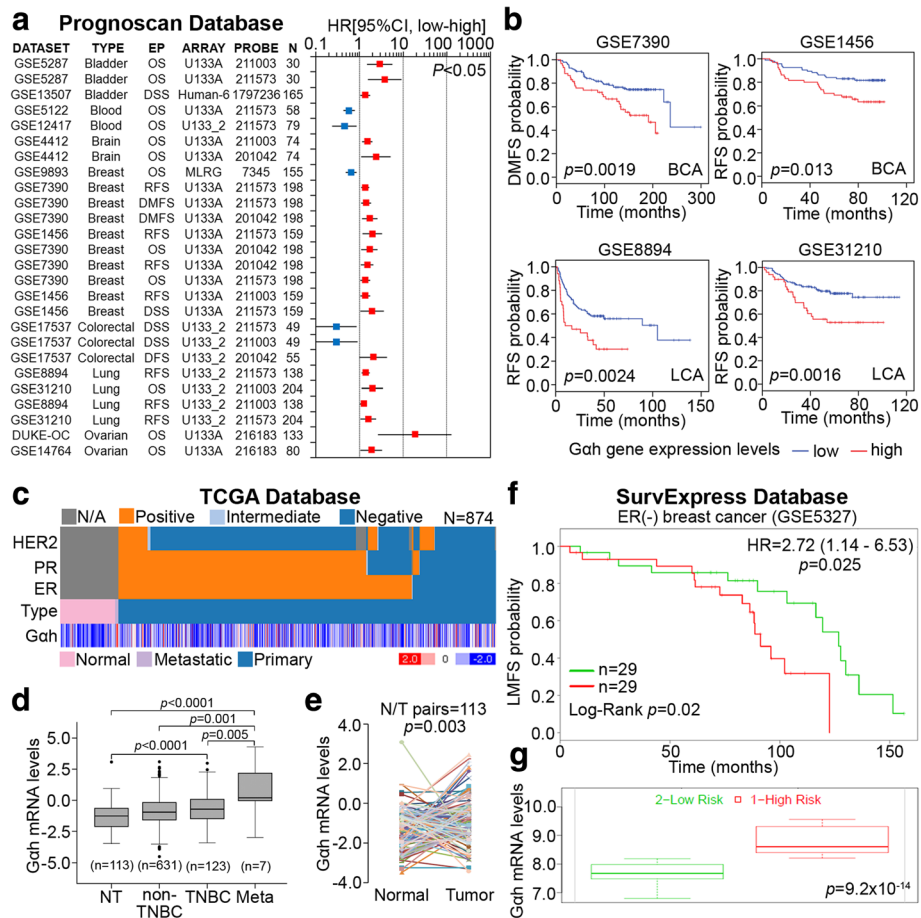 a Prognoscan Database
HR[95%CI, low-high]
DATASET TYPE EP ARRAY PROBE N 0.1 1 10 100 1000
P<0.05
GSE5287 Bladder OS U133A 211003 30
GSE5287 Bladder OS U133A 211573 30
GSE13507 Bladder DSS Human-6 1797236 165
GSE5122 Blood OS U133A 211573 58
GSE12417 Blood OS U133_2 211573 79
GSE4412 Brain OS U133A 211003 74
GSE4412 Brain OS U133A 201042 74
GSE9893 Breast OS MLRG 7345 155
GSE7390 Breast RFS U133A 211573 198
GSE7390 Breast DMFS U133A 211573 198
GSE7390 Breast DMFS U133A 201042 198
GSE1456 Breast RFS U133A 211573 159
GSE7390 Breast OS U133A 201042 198
GSE7390 Breast RFS U133A 201042 198
GSE7390 Breast OS U133A 211573 198
GSE1456 Breast RFS U133A 211003 159
GSE1456 Breast DSS U133A 211573 159
GSE17537 Colorectal DSS U133_2 211573 49
GSE17537 Colorectal DSS U133_2 211003 49
GSE17537 Colorectal DFS U133_2 201042 55
GSE8894 Lung RFS U133_2 211573 138
GSE31210 Lung OS U133_2 211003 204
GSE8894 Lung RFS U133_2 211003 138
GSE31210 Lung RFS U133_2 211573 204
DUKE-OC Ovarian OS U133A 216183 133
GSE14764 Ovarian OS U133A 216183 80
b
GSE7390
DMFS probability
1.0
0.8
0.6
0.4
0.2
0.0
p=0.0019 BCA
0 100 200 300
Time (months)
GSE1456
RFS probability
1.0
0.8
0.6
0.4
0.2
0.0
p=0.013 BCA
0 40 80 120
Time (months)
GSE8894
RFS probability
1.0
0.8
0.6
0.4
0.2
0.0
p=0.0024 LCA
0 50 100 150
Time (months)
GSE31210
RFS probability
1.0
0.8
0.6
0.4
0.2
0.0
p=0.0016 LCA
0 40 80 120
Time (months)
Gαh gene expression levels low high
c TCGA Database
N/A Positive Intermediate Negative N=874
HER2
PR
ER
Type
Gαh
Normal Metastatic Primary 2.0 0 -2.0
d
Gαh mRNA levels
p<0.0001
p=0.001
p<0.0001 p=0.005
5.0
2.5
0.0
-2.5
-5.0
(n=113) (n=631) (n=123) (n=7)
NT non-TNBC TNBC Meta
e
N/T pairs=113
p=0.003
Gαh mRNA levels
4.0
2.0
0.0
-2.0
-4.0
Normal Tumor
f SurvExpress Database
ER(-) breast cancer (GSE5327)
HR=2.72 (1.14 - 6.53)
p=0.025
LMFS probability
1.0
0.8
0.6
0.4
0.2
0.0
n=29
n=29
Log-Rank p=0.02
0 50 100 150
Time (months)
g
Gαh mRNA levels
2−Low Risk 1−High Risk
10.0
9.0
8.0
7.0
p=9.2x10-14